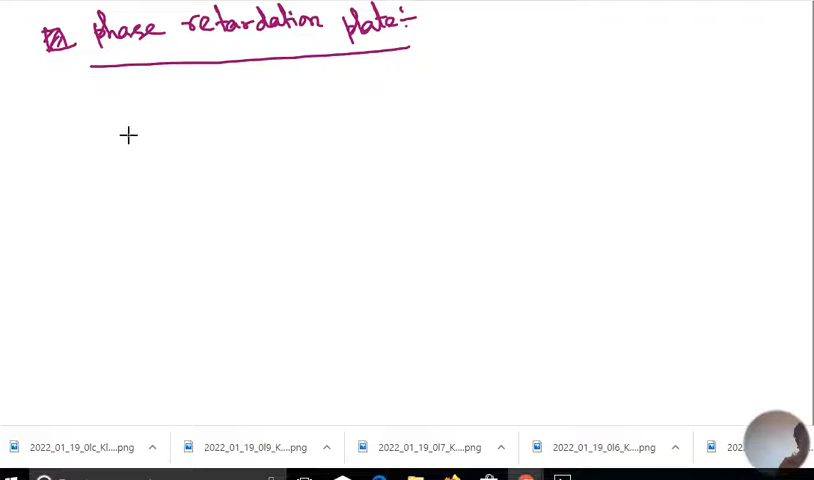 phase retardation plate:-
2022_01_19_0lc_Kl....png
2022_01_19_0l9_K....png
2022_01_19_0l7_K....png
2022_01_19_0l6_K....png